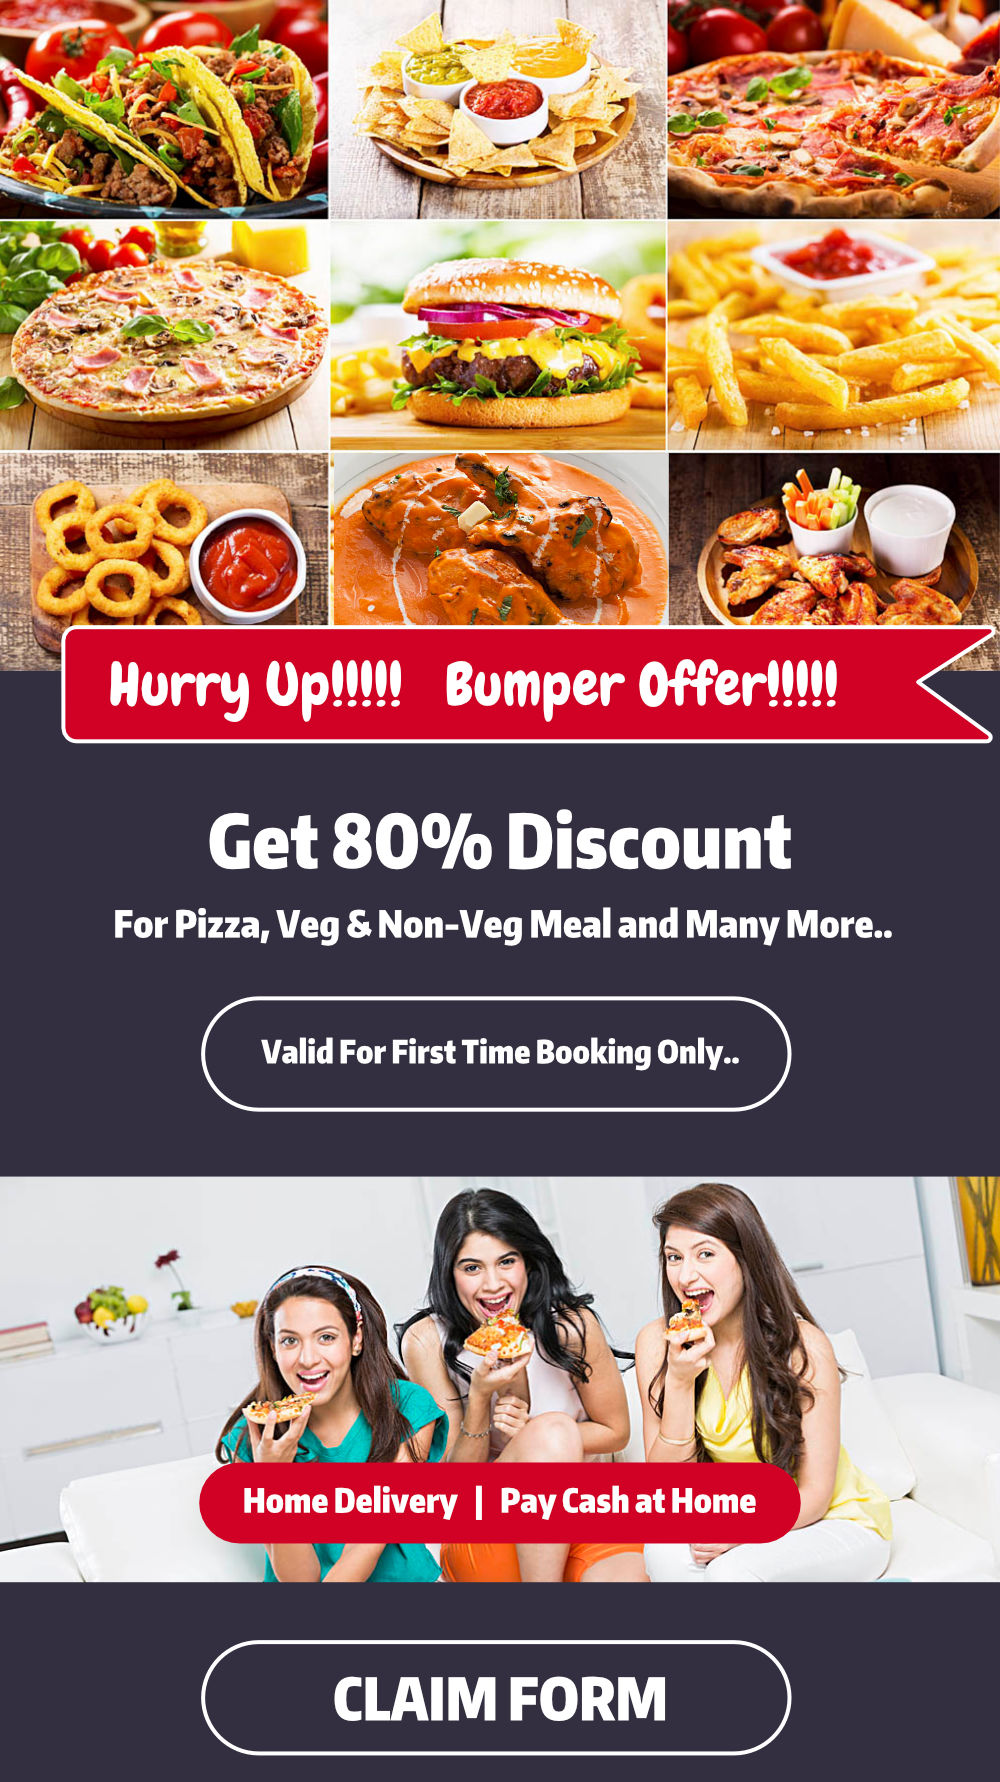 Hurry Up!!!!! Bumper Offer!!!!!
Get 80% Discount
For Pizza, Veg & Non-Veg Meal and Many More..
Valid For First Time Booking Only..
Home Delivery | Pay Cash at Home
CLAIM FORM